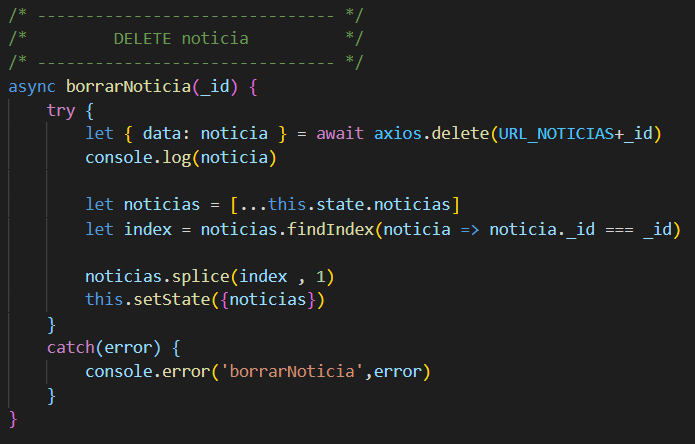 /* ------------------------------- */
/*         DELETE noticia          */
/* ------------------------------- */
async borrarNoticia(_id) {
    try {
        let { data: noticia } = await axios.delete(URL_NOTICIAS+_id)
        console.log(noticia)

        let noticias = [...this.state.noticias]
        let index = noticias.findIndex(noticia => noticia._id === _id)

        noticias.splice(index , 1)
        this.setState({noticias})
    }
    catch(error) {
        console.error('borrarNoticia',error)
    }
}